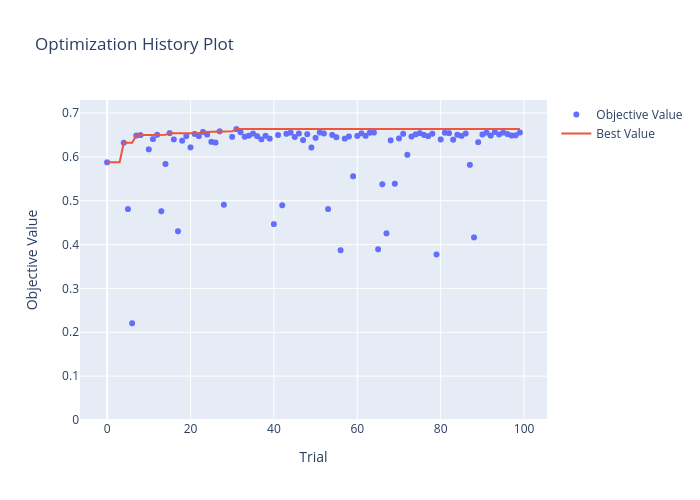 Optimization History Plot
Objective Value
Best Value
0.7
0.6
0.5
0.4
0.3
0.2
0.1
0
0 20 40 60 80 100
Objective Value
Trial